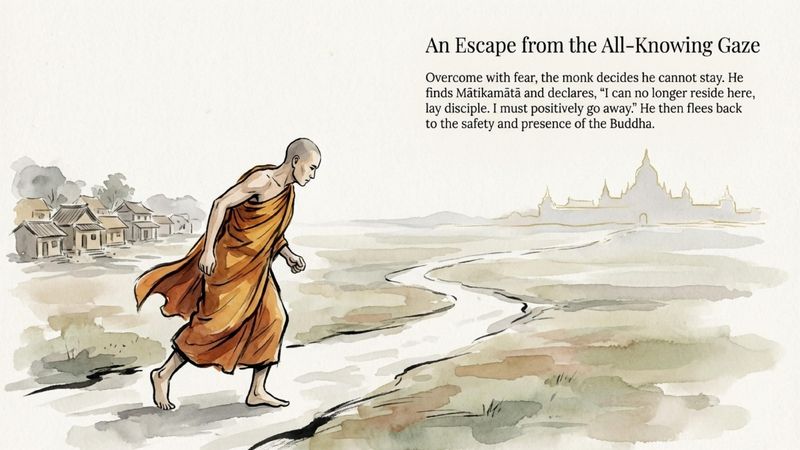 An Escape from the All-Knowing Gaze
Overcome with fear, the monk decides he cannot stay. He
finds Mātikamātā and declares, “I can no longer reside here,
lay disciple. I must positively go away.” He then flees back
to the safety and presence of the Buddha.